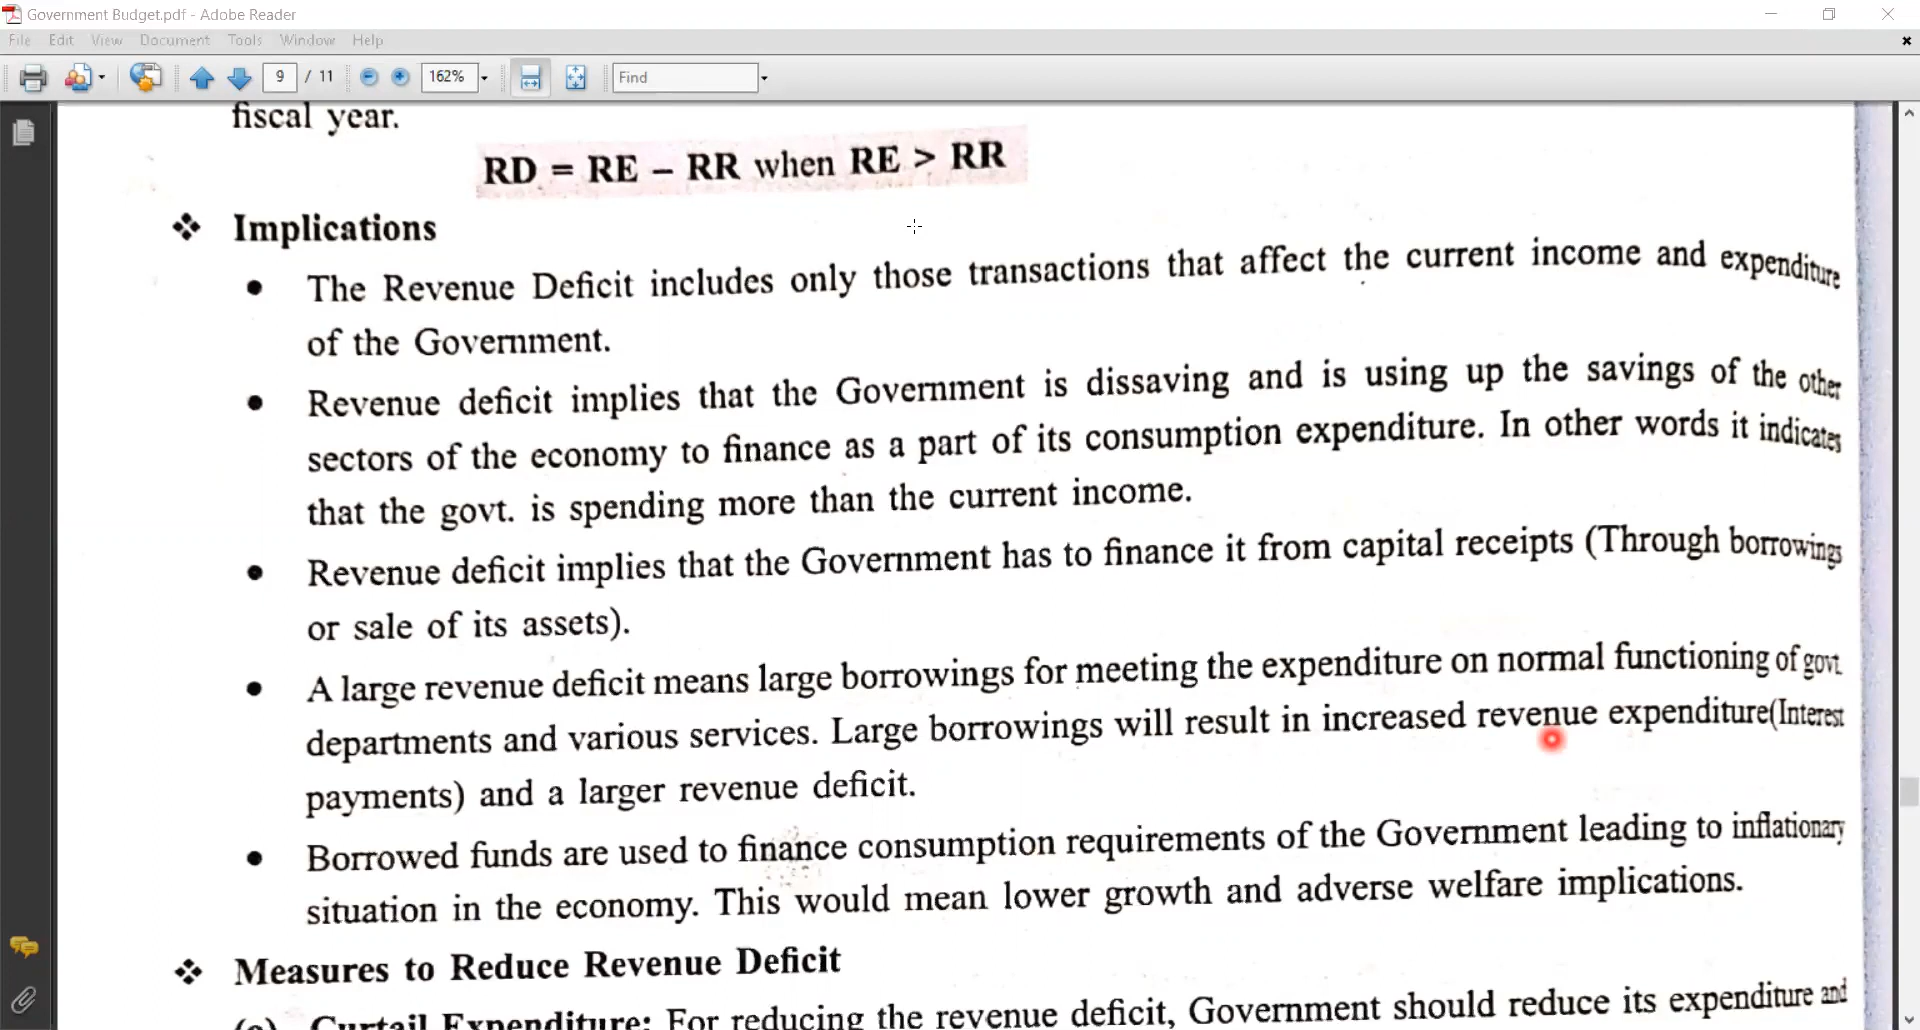 Government Budget.pdf - Adobe Reader
File Edit View Document Tools Window Help
9 / 11 162% Find
fiscal year.
RD = RE – RR when RE > RR
❖ Implications
● The Revenue Deficit includes only those transactions that affect the current income and expenditure
of the Government.
● Revenue deficit implies that the Government is dissaving and is using up the savings of the other
sectors of the economy to finance as a part of its consumption expenditure. In other words it indicates
that the govt. is spending more than the current income.
● Revenue deficit implies that the Government has to finance it from capital receipts (Through borrowings
or sale of its assets).
● A large revenue deficit means large borrowings for meeting the expenditure on normal functioning of govt.
departments and various services. Large borrowings will result in increased revenue expenditure(Interest
payments) and a larger revenue deficit.
● Borrowed funds are used to finance consumption requirements of the Government leading to inflationary
situation in the economy. This would mean lower growth and adverse welfare implications.
❖ Measures to Reduce Revenue Deficit
Curtail Expenditure: For reducing the revenue deficit, Government should reduce its expenditure and